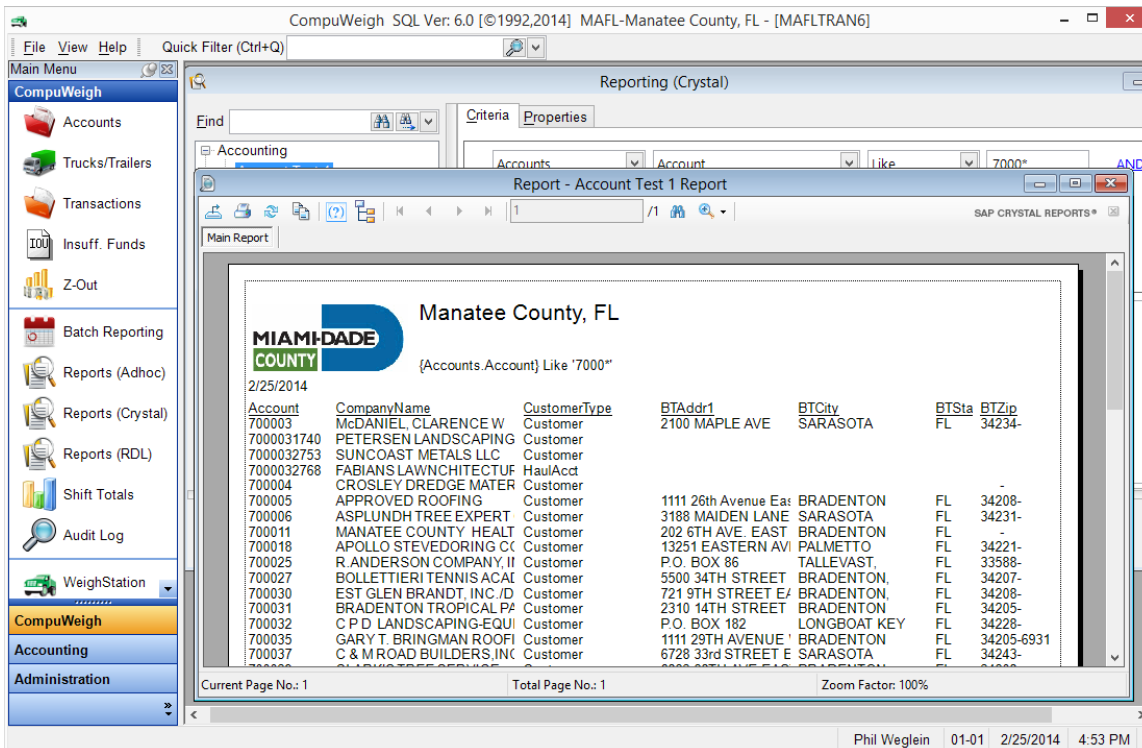 CompuWeigh SQL Ver: 6.0 [©1992,2014] MAFL-Manatee County, FL - [MAFLTRAN6]
File View Help Quick Filter (Ctrl+Q)
Main Menu
CompuWeigh
Accounts
Trucks/Trailers
Transactions
IOU Insuff. Funds
Z-Out
Batch Reporting
Reports (Adhoc)
Reports (Crystal)
Reports (RDL)
Shift Totals
Audit Log
WeighStation
CompuWeigh
Accounting
Administration
Reporting (Crystal)
Find
Criteria Properties
Accounting
Accounts Account Like 7000* AND
Report - Account Test 1 Report
1 /1 SAP CRYSTAL REPORTS®
Main Report
MIAMI-DADE
COUNTY
Manatee County, FL
{Accounts.Account} Like '7000*'
2/25/2014
Account CompanyName CustomerType BTAddr1 BTCity BTSta BTZip
700003 McDANIEL, CLARENCE W Customer 2100 MAPLE AVE SARASOTA FL 34234-
7000031740 PETERSEN LANDSCAPING Customer
7000032753 SUNCOAST METALS LLC Customer
7000032768 FABIANS LAWNCHITECTUR HaulAcct
700004 CROSLEY DREDGE MATER Customer -
700005 APPROVED ROOFING Customer 1111 26th Avenue Eas BRADENTON FL 34208-
700006 ASPLUNDH TREE EXPERT Customer 3188 MAIDEN LANE SARASOTA FL 34231-
700011 MANATEE COUNTY HEALT Customer 202 6TH AVE. EAST BRADENTON FL -
700018 APOLLO STEVEDORING CO Customer 13251 EASTERN AVI PALMETTO FL 34221-
700025 R.ANDERSON COMPANY, II Customer P.O. BOX 86 TALLEVAST, FL 33588-
700027 BOLLETTIERI TENNIS ACAD Customer 5500 34TH STREET BRADENTON, FL 34207-
700030 EST GLEN BRANDT, INC./D Customer 721 9TH STREET EA BRADENTON, FL 34208-
700031 BRADENTON TROPICAL PA Customer 2310 14TH STREET BRADENTON FL 34205-
700032 C P D LANDSCAPING-EQUI Customer P.O. BOX 182 LONGBOAT KEY FL 34228-
700035 GARY T. BRINGMAN ROOFI Customer 1111 29TH AVENUE BRADENTON FL 34205-6931
700037 C & M ROAD BUILDERS,INC Customer 6728 33rd STREET E SARASOTA FL 34243-
Current Page No.: 1 Total Page No.: 1 Zoom Factor: 100%
Phil Weglein 01-01 2/25/2014 4:53 PM